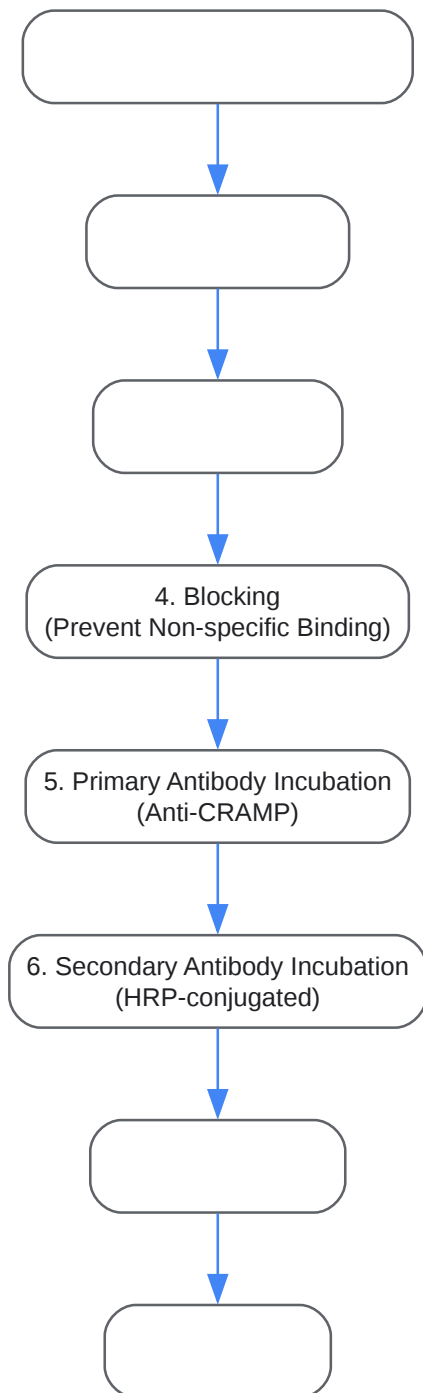 4. Blocking
(Prevent Non-specific Binding)
5. Primary Antibody Incubation
(Anti-CRAMP)
6. Secondary Antibody Incubation
(HRP-conjugated)